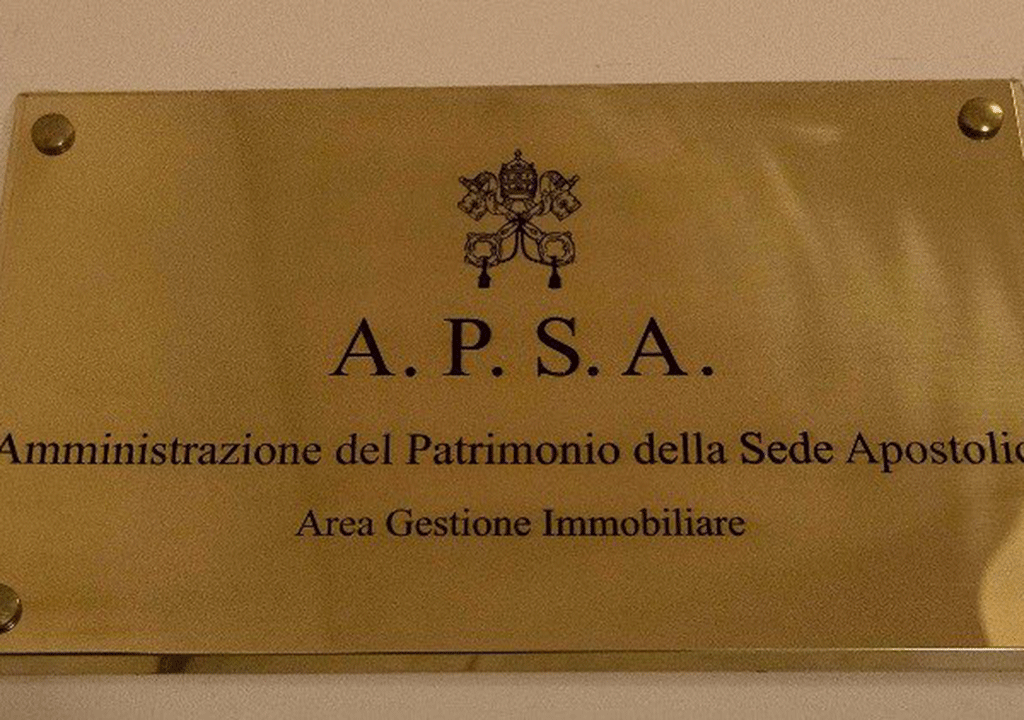 A. P. S. A.
Amministrazione del Patrimonio della Sede Apostolic
Area Gestione Immobiliare